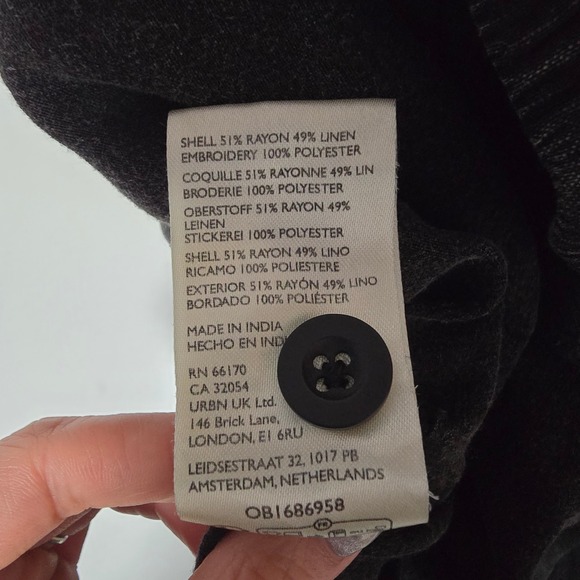 SHELL 51% RAYON 49% LINEN
EMBROIDERY 100% POLYESTER
COQUILLE 51% RAYONNE 49% LIN
BRODERIE 100% POLYESTER
OBERSTOFF 51% RAYON 49%
LEINEN
STICKEREI 100% POLYESTER
SHELL 51% RAYON 49% LINO
RICAMO 100% POLIESTERE
EXTERIOR 51% RAYÓN 49% LINO
BORDADO 100% POLIÉSTER
MADE IN INDIA
HECHO EN INDI
RN 66170
CA 32054
URBN UK Ltd.
146 Brick Lane,
LONDON, E1 6RU
LEIDSESTRAAT 32, 1017 PB
AMSTERDAM, NETHERLANDS
OB1686958